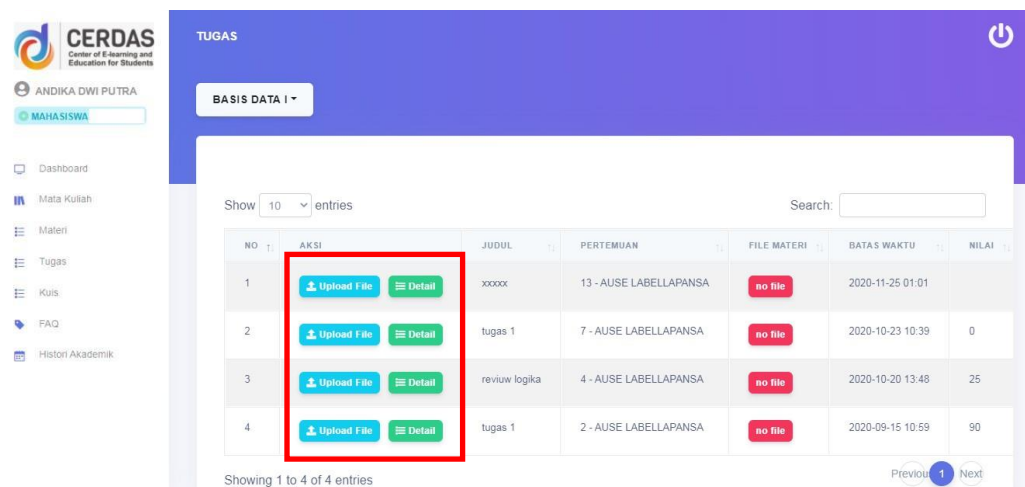 CERDAS
Center of E-learning and
Education for Students
ANDIKA DWI PUTRA
MAHASISWA
Dashboard
Mata Kuliah
Materi
Tugas
Kuis
FAQ
Histori Akademik
TUGAS
BASIS DATA I
Show 10 entries Search:
NO AKSI JUDUL PERTEMUAN FILE MATERI BATAS WAKTU NILAI
1 Upload File Detail xxxxx 13 - AUSE LABELLAPANSA no file 2020-11-25 01:01
2 Upload File Detail tugas 1 7 - AUSE LABELLAPANSA no file 2020-10-23 10:39 0
3 Upload File Detail reviuw logika 4 - AUSE LABELLAPANSA no file 2020-10-20 13:48 25
4 Upload File Detail tugas 1 2 - AUSE LABELLAPANSA no file 2020-09-15 10:59 90
Showing 1 to 4 of 4 entries Previou 1 Next